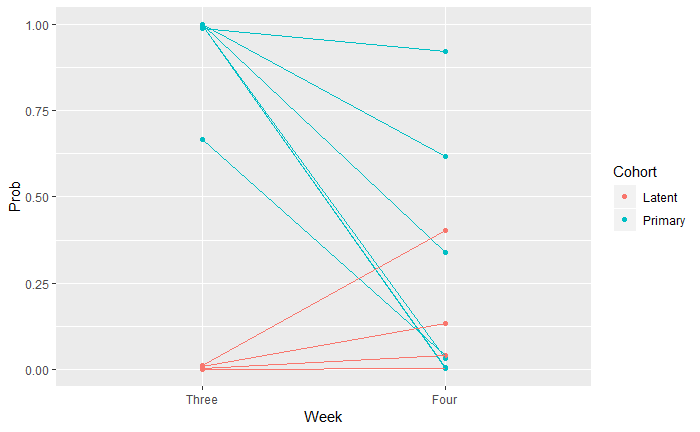 1.00
0.75
0.50
0.25
0.00
Prob
Three
Four
Week
Cohort
Latent
Primary